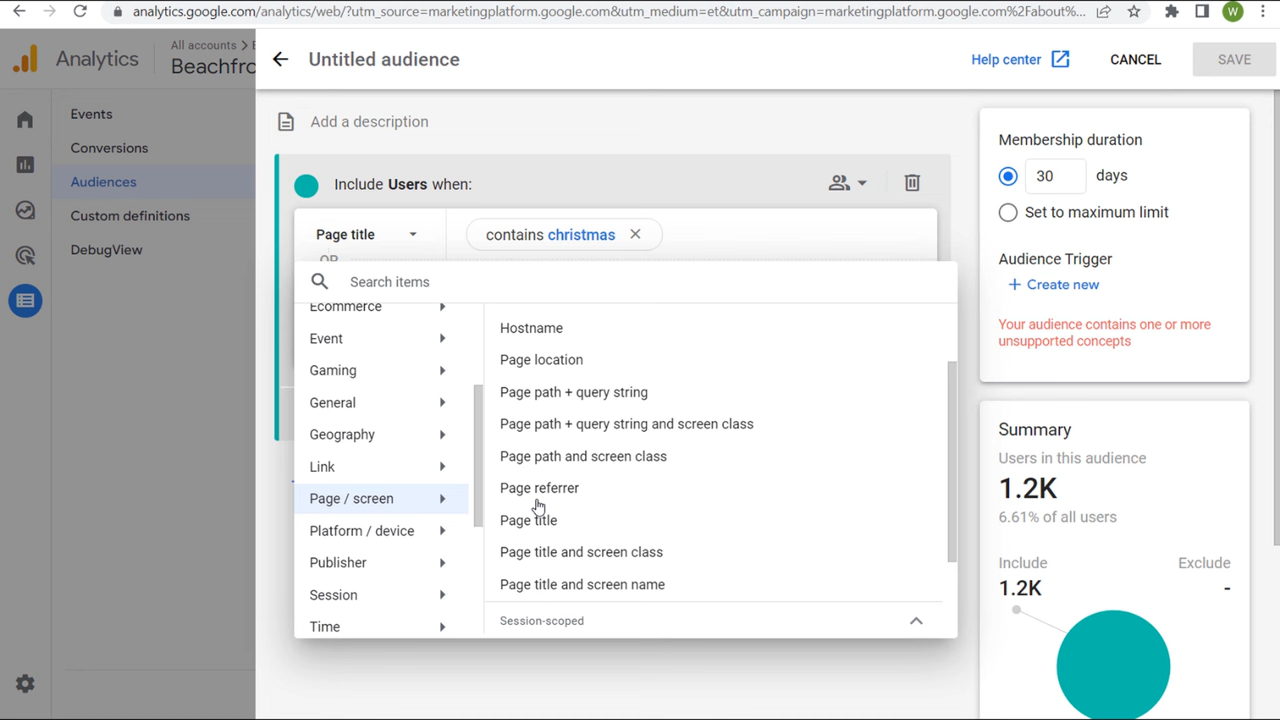 analytics.google.com/analytics/web/?utm_source=marketingplatform.google.com&utm_medium=et&utm_campaign=marketingplatform.google.com%2Fabout%...
W
Analytics
All accounts >
Beachfro
Untitled audience
Help center
CANCEL
SAVE
Events
Conversions
Audiences
Custom definitions
DebugView
Add a description
Include Users when:
Page title
contains christmas
OR
Search items
Ecommerce
Event
Gaming
General
Geography
Link
Page / screen
Platform / device
Publisher
Session
Time
Hostname
Page location
Page path + query string
Page path + query string and screen class
Page path and screen class
Page referrer
Page title
Page title and screen class
Page title and screen name
Session-scoped
Membership duration
30 days
Set to maximum limit
Audience Trigger
+ Create new
Your audience contains one or more
unsupported concepts
Summary
Users in this audience
1.2K
6.61% of all users
Include Exclude
1.2K -